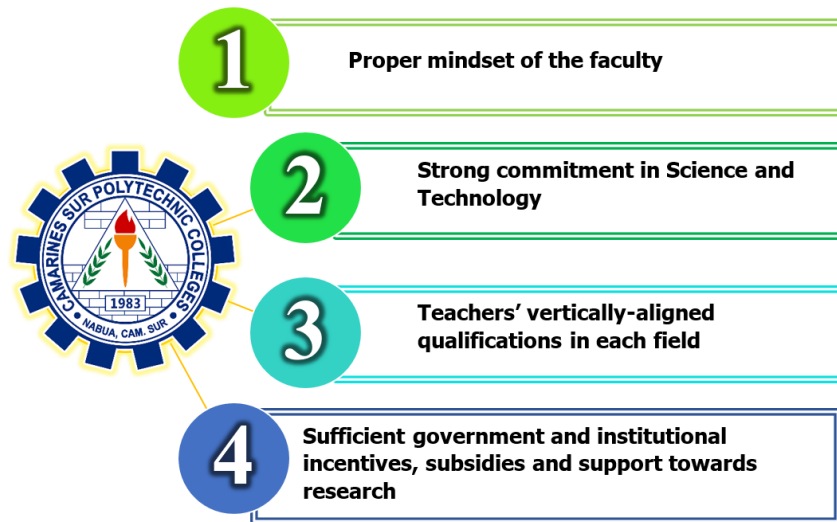 1
Proper mindset of the faculty
2
Strong commitment in Science and
Technology
CAMARINES SUR POLYTECHNIC COLLEGES
1983
NABUA, CAM. SUR
3
Teachers’ vertically-aligned
qualifications in each field
4
Sufficient government and institutional
incentives, subsidies and support towards
research